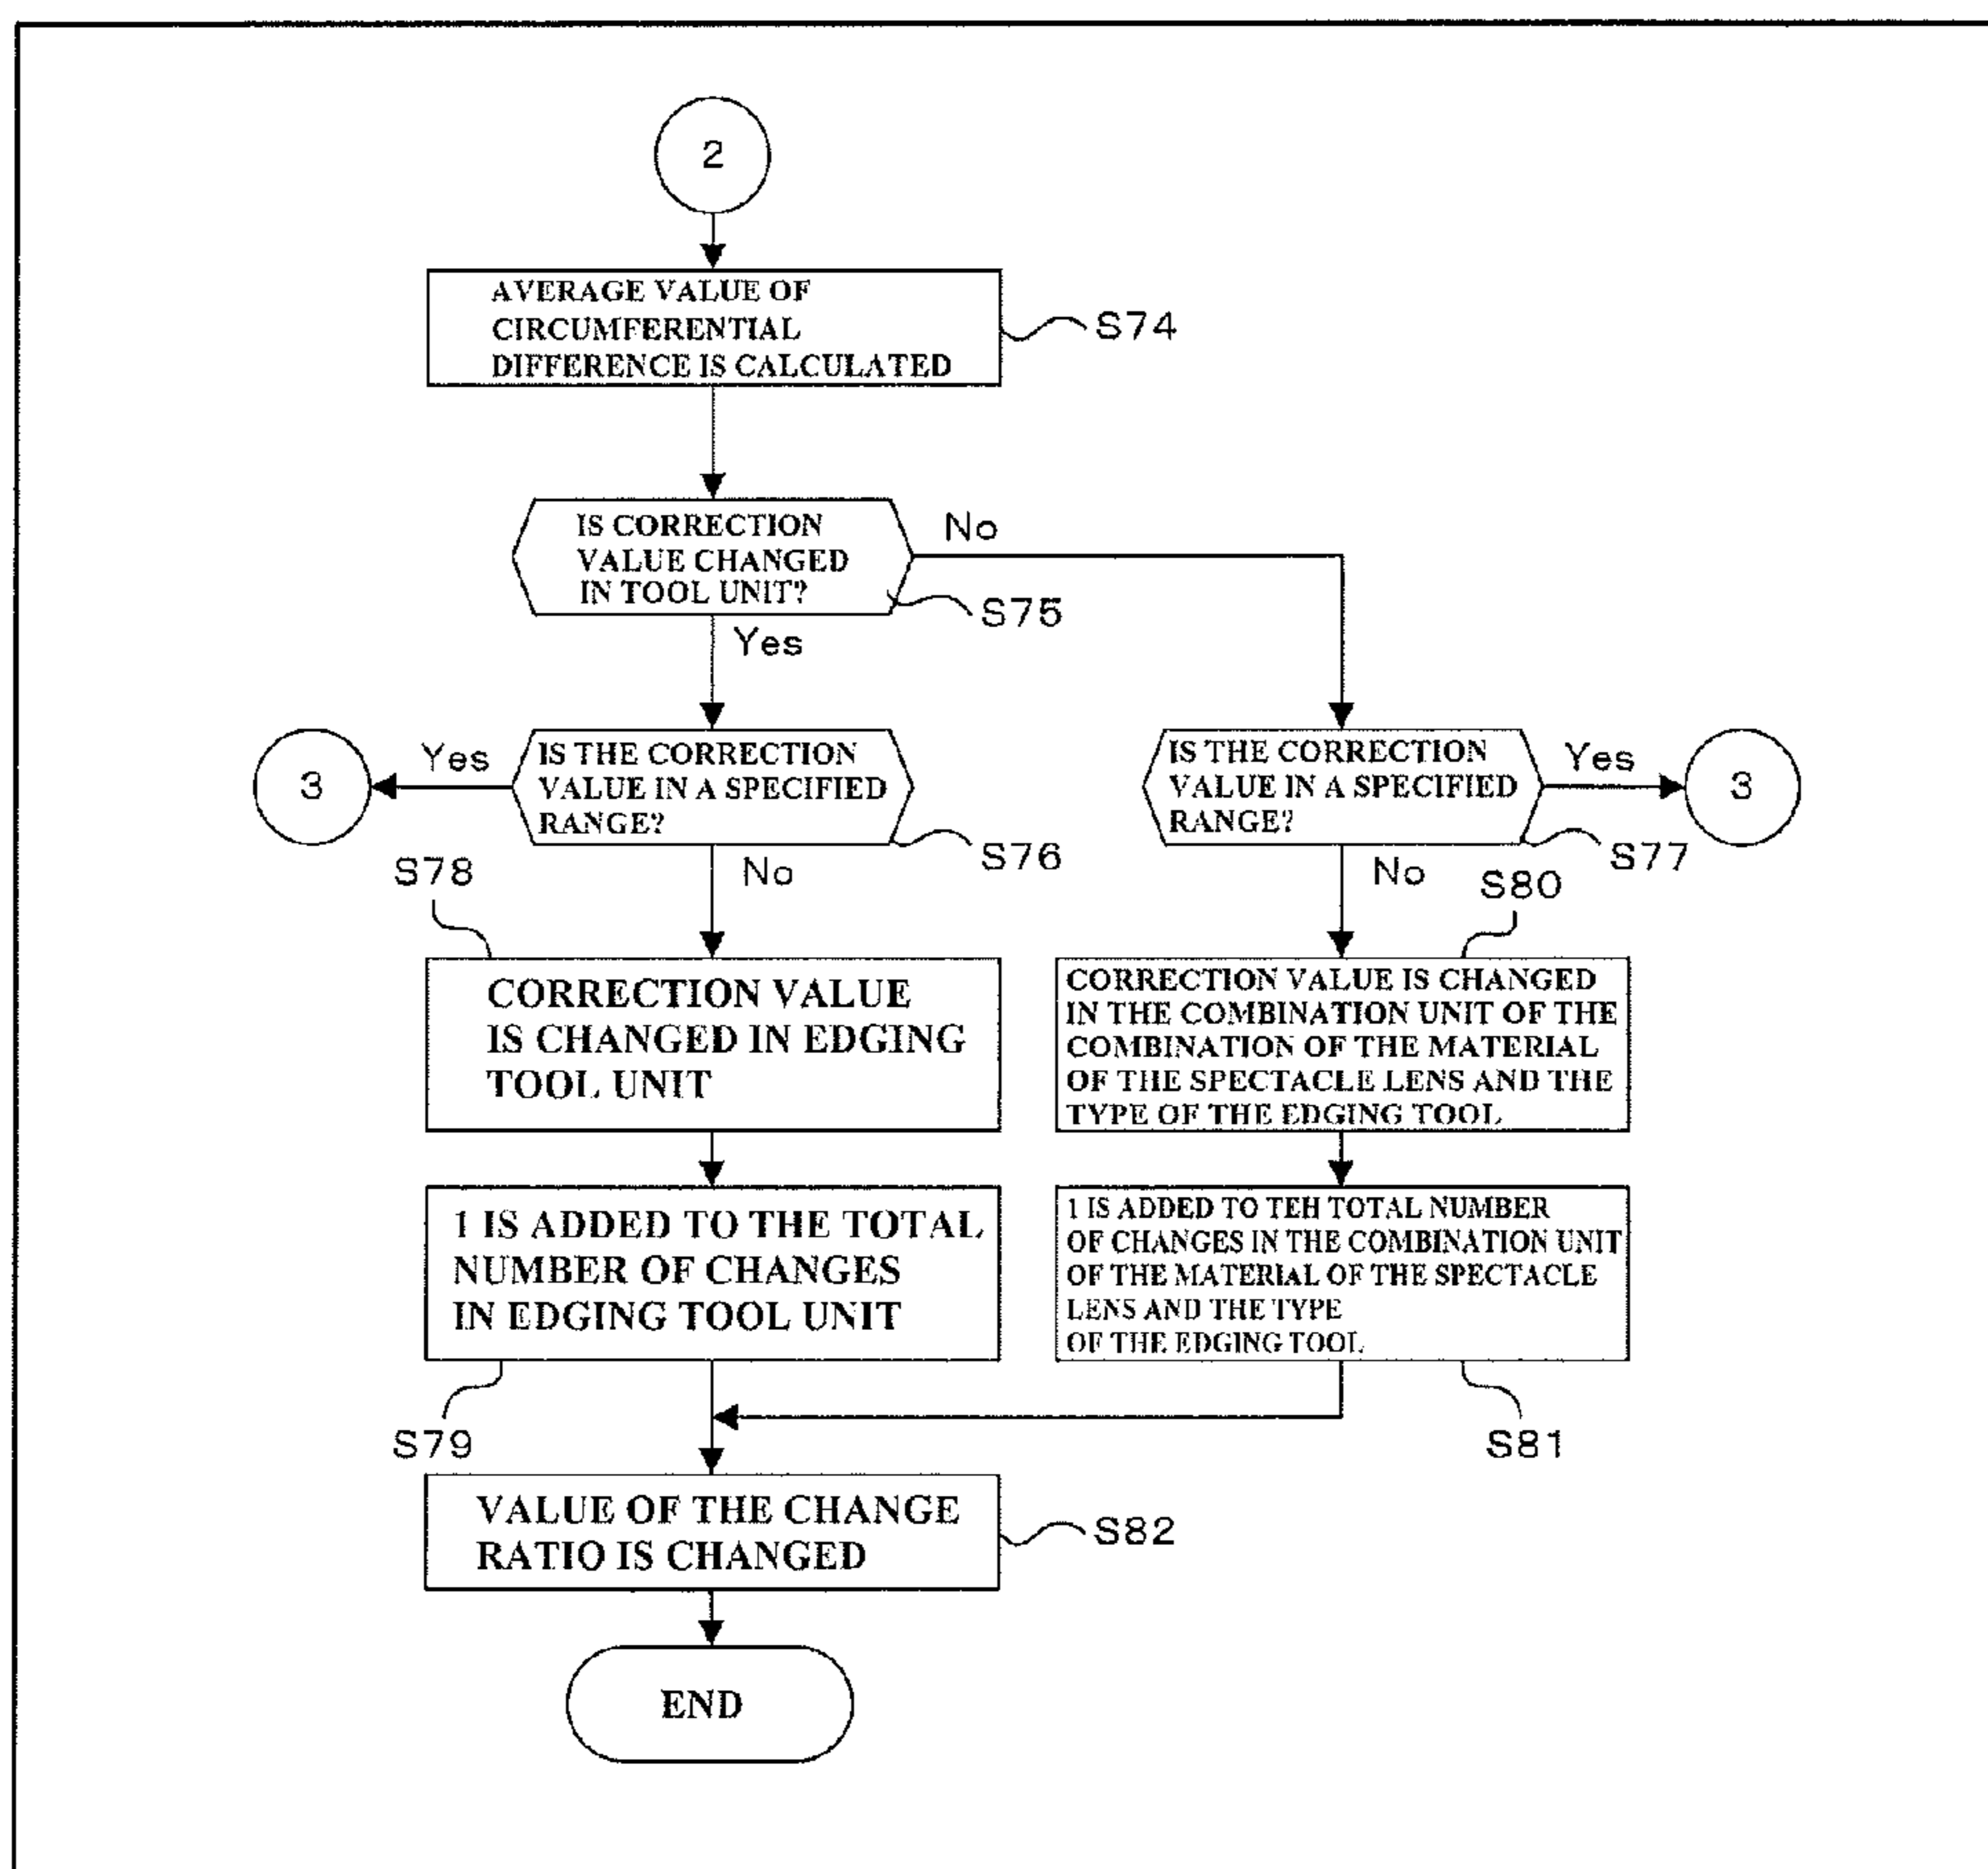 2
AVERAGE VALUE OF
CIRCUMFERENTIAL
DIFFERENCE IS CALCULATED
S74
IS CORRECTION
VALUE CHANGED
IN TOOL UNIT?
No
S75
Yes
3
Yes
IS THE CORRECTION
VALUE IN A SPECIFIED
RANGE?
S76
No
IS THE CORRECTION
VALUE IN A SPECIFIED
RANGE?
Yes
3
S77
No
S78
CORRECTION VALUE
IS CHANGED IN EDGING
TOOL UNIT
S80
CORRECTION VALUE IS CHANGED
IN THE COMBINATION UNIT OF THE
COMBINATION OF THE MATERIAL
OF THE SPECTACLE LENS AND THE
TYPE OF THE EDGING TOOL
1 IS ADDED TO THE TOTAL
NUMBER OF CHANGES
IN EDGING TOOL UNIT
S79
1 IS ADDED TO TEH TOTAL NUMBER
OF CHANGES IN THE COMBINATION UNIT
OF THE MATERIAL OF THE SPECTACLE
LENS AND THE TYPE
OF THE EDGING TOOL
S81
VALUE OF THE CHANGE
RATIO IS CHANGED
S82
END